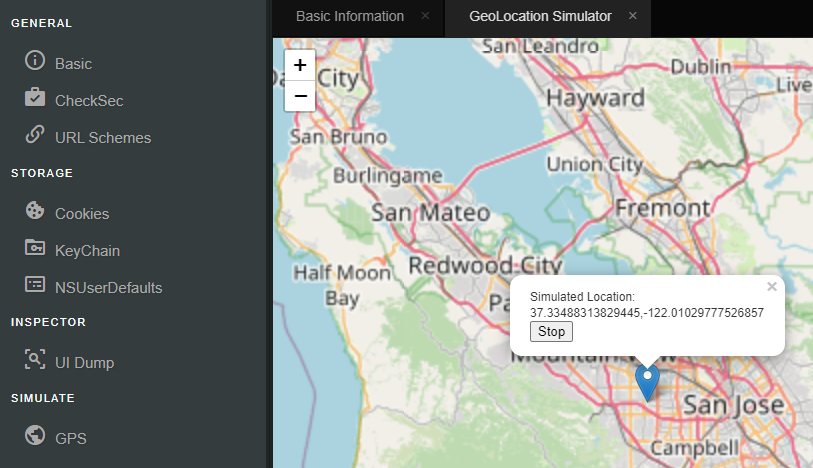 GENERAL
Basic
CheckSec
URL Schemes
STORAGE
Cookies
KeyChain
NSUserDefaults
INSPECTOR
UI Dump
SIMULATE
GPS
Basic Information ×
GeoLocation Simulator ×
+
−
San Leandro
City
Dublin
Hayward
Live
San Bruno
Union City
Burlingame
San Mateo
Fremont
Redwood City
Half Moon
Bay
Pa
×
Simulated Location:
37.33488313829445,-122.01029777526857
Stop
Mountain
San Jose
Campbell